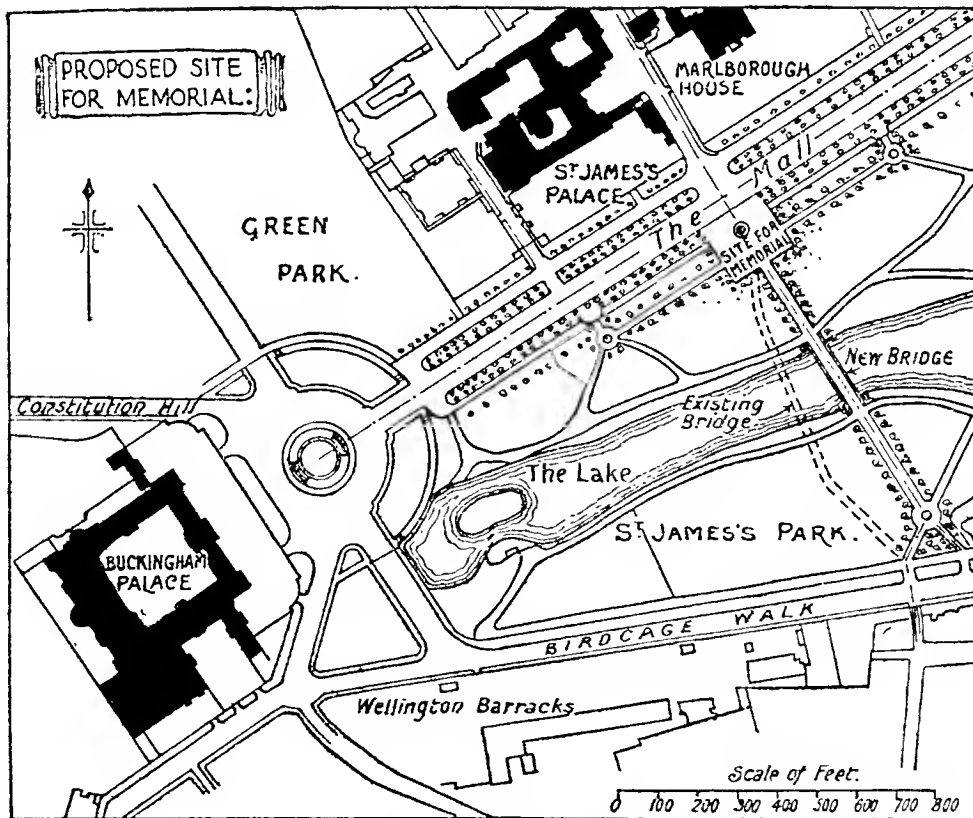 PROPOSED SITE
FOR MEMORIAL:
MARLBOROUGH
HOUSE
ST JAMES'S
PALACE.
The Mall
GREEN
PARK.
SITE FOR
MEMORIAL
NEW BRIDGE
Existing
Bridge
Constitution Hill
The Lake
ST JAMES'S PARK.
BUCKINGHAM
PALACE
BIRDCAGE WALK
Wellington Barracks
Scale of Feet.
0 100 200 300 400 500 600 700 800